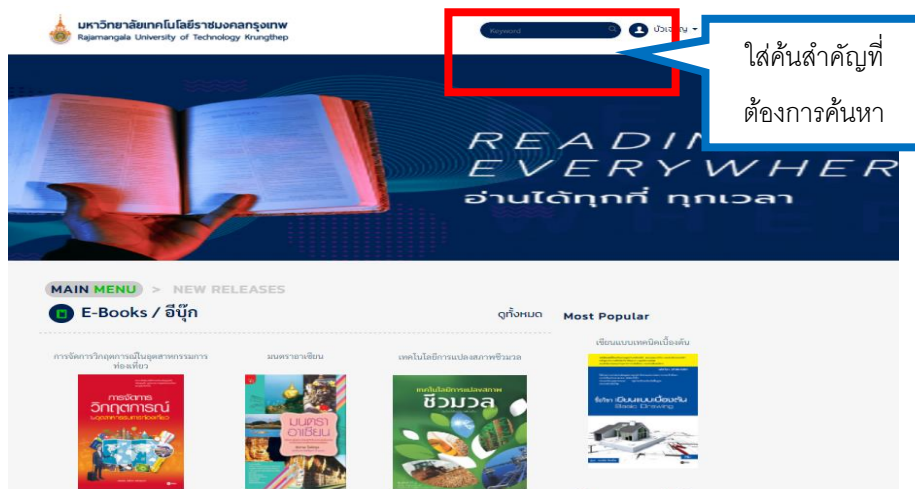 มหาวิทยาลัยเทคโนโลยีราชมงคลกรุงเทพ
Rajamangala University of Technology Krungthep
Keyword
ใส่ค้นสำคัญที่
ต้องการค้นหา
READIN
EVERYWHER
อ่านได้ทุกที่ ทุกเวลา
MAIN MENU > NEW RELEASES
E-Books / อีบุ๊ก
ดูทั้งหมด
Most Popular
การจัดการวิกฤตการณ์ในอุตสาหกรรมการ
ท่องเที่ยว
มนตราอาเซียน
เทคโนโลยีการแปลงสภาพชีวมวล
เขียนแบบเทคนิคเบื้องต้น
การจัดการ
วิกฤตการณ์
มนตรา
อาเซียน
เทคโนโลยีการแปลงสภาพ
ชีวมวล
เขียนแบบเบื้องต้น
Basic Drawing